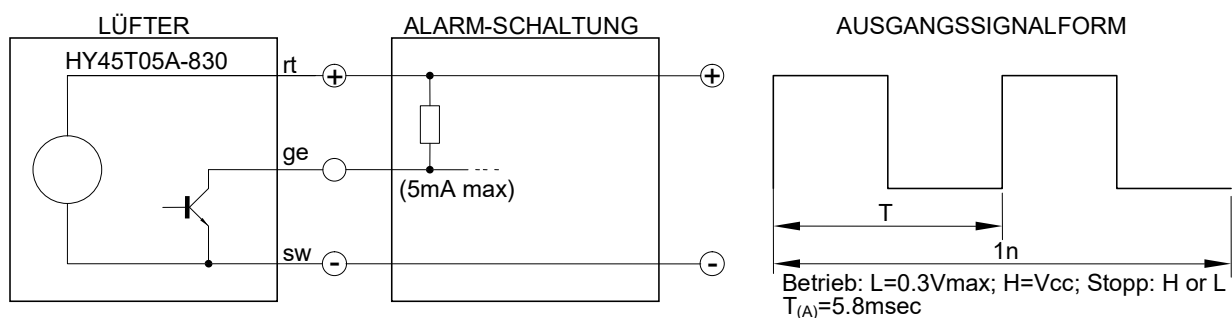 LÜFTER
HY45T05A-830
rt
ge
sw
+
-
ALARM-SCHALTUNG
(5mA max)
+
-
AUSGANGSSIGNALFORM
T
1n
Betrieb: L=0.3Vmax; H=Vcc; Stopp: H or L
T(A)=5.8msec